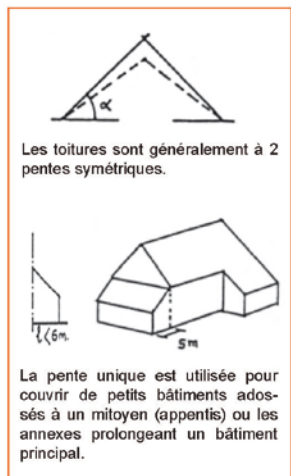 α
Les toitures sont généralement à 2
pentes symétriques.
l<6m.
5m
La pente unique est utilisée pour
couvrir de petits bâtiments ados-
sés à un mitoyen (appentis) ou les
annexes prolongeant un bâtiment
principal.